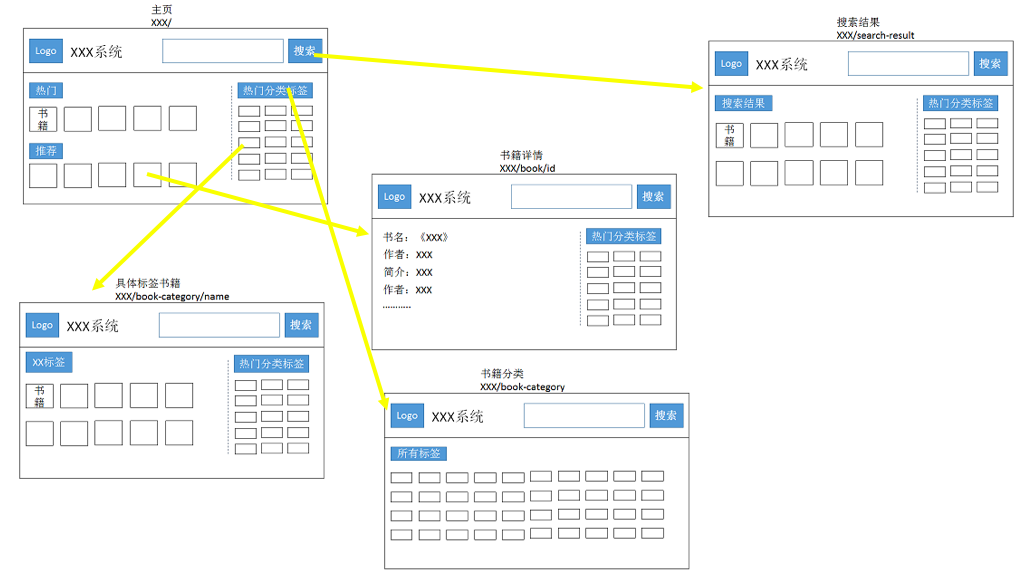 主页
XXX/
Logo XXX系统 搜索
热门 热门分类标签
书籍
推荐
搜索结果
XXX/search-result
Logo XXX系统 搜索
搜索结果 热门分类标签
书籍
书籍详情
XXX/book/id
Logo XXX系统 搜索
热门分类标签
书名：《XXX》
作者：XXX
简介：XXX
作者：XXX
...........
具体标签书籍
XXX/book-category/name
Logo XXX系统 搜索
XX标签 热门分类标签
书籍
书籍分类
XXX/book-category
Logo XXX系统 搜索
所有标签